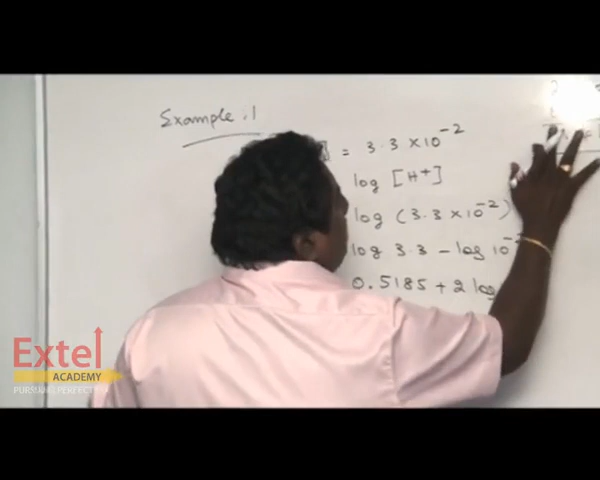 Example:1
= 3.3 × 10⁻²
log [H⁺]
log (3.3 × 10⁻²)
log 3.3 - log 10⁻
0.5185 + 2 log
Extel
ACADEMY